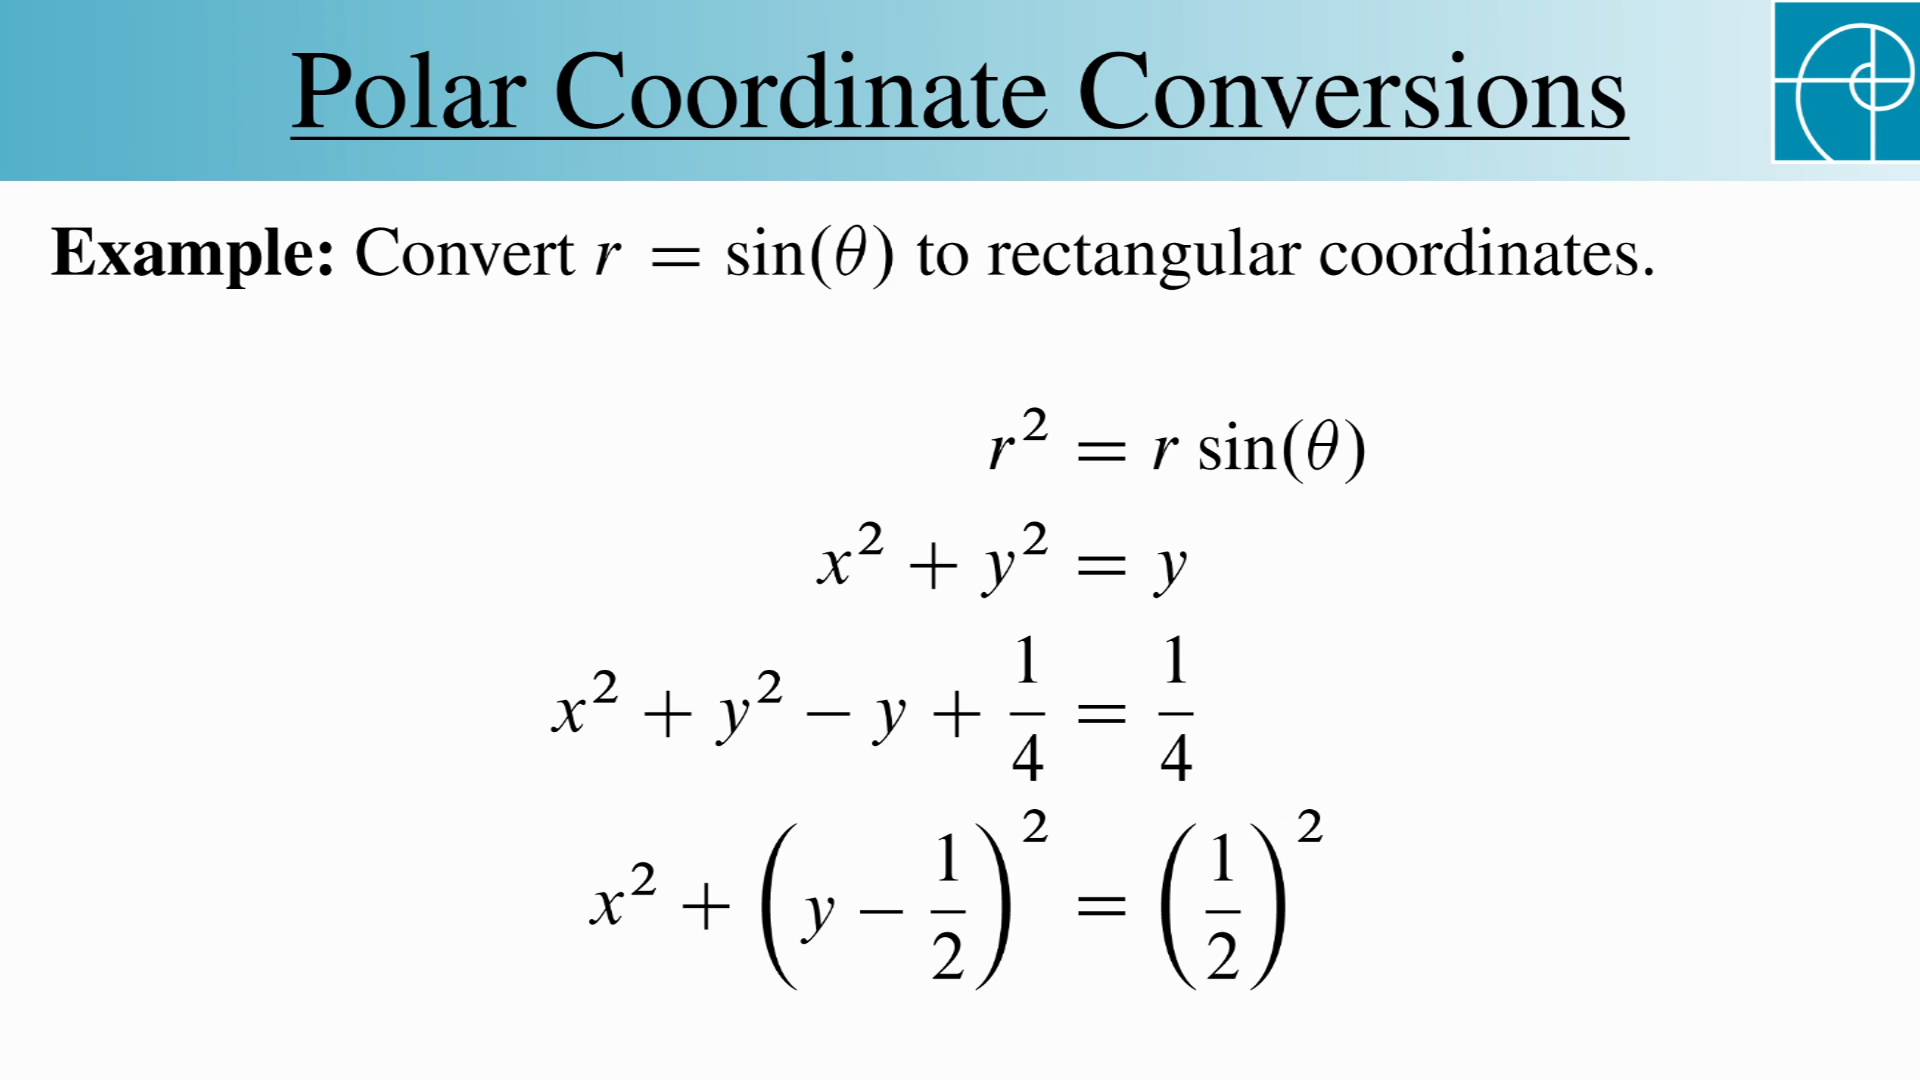 Polar Coordinate Conversions
Example: Convert r = sin(θ) to rectangular coordinates.
r² = r sin(θ)
x² + y² = y
x² + y² − y + 1/4 = 1/4
x² + (y − 1/2)² = (1/2)²